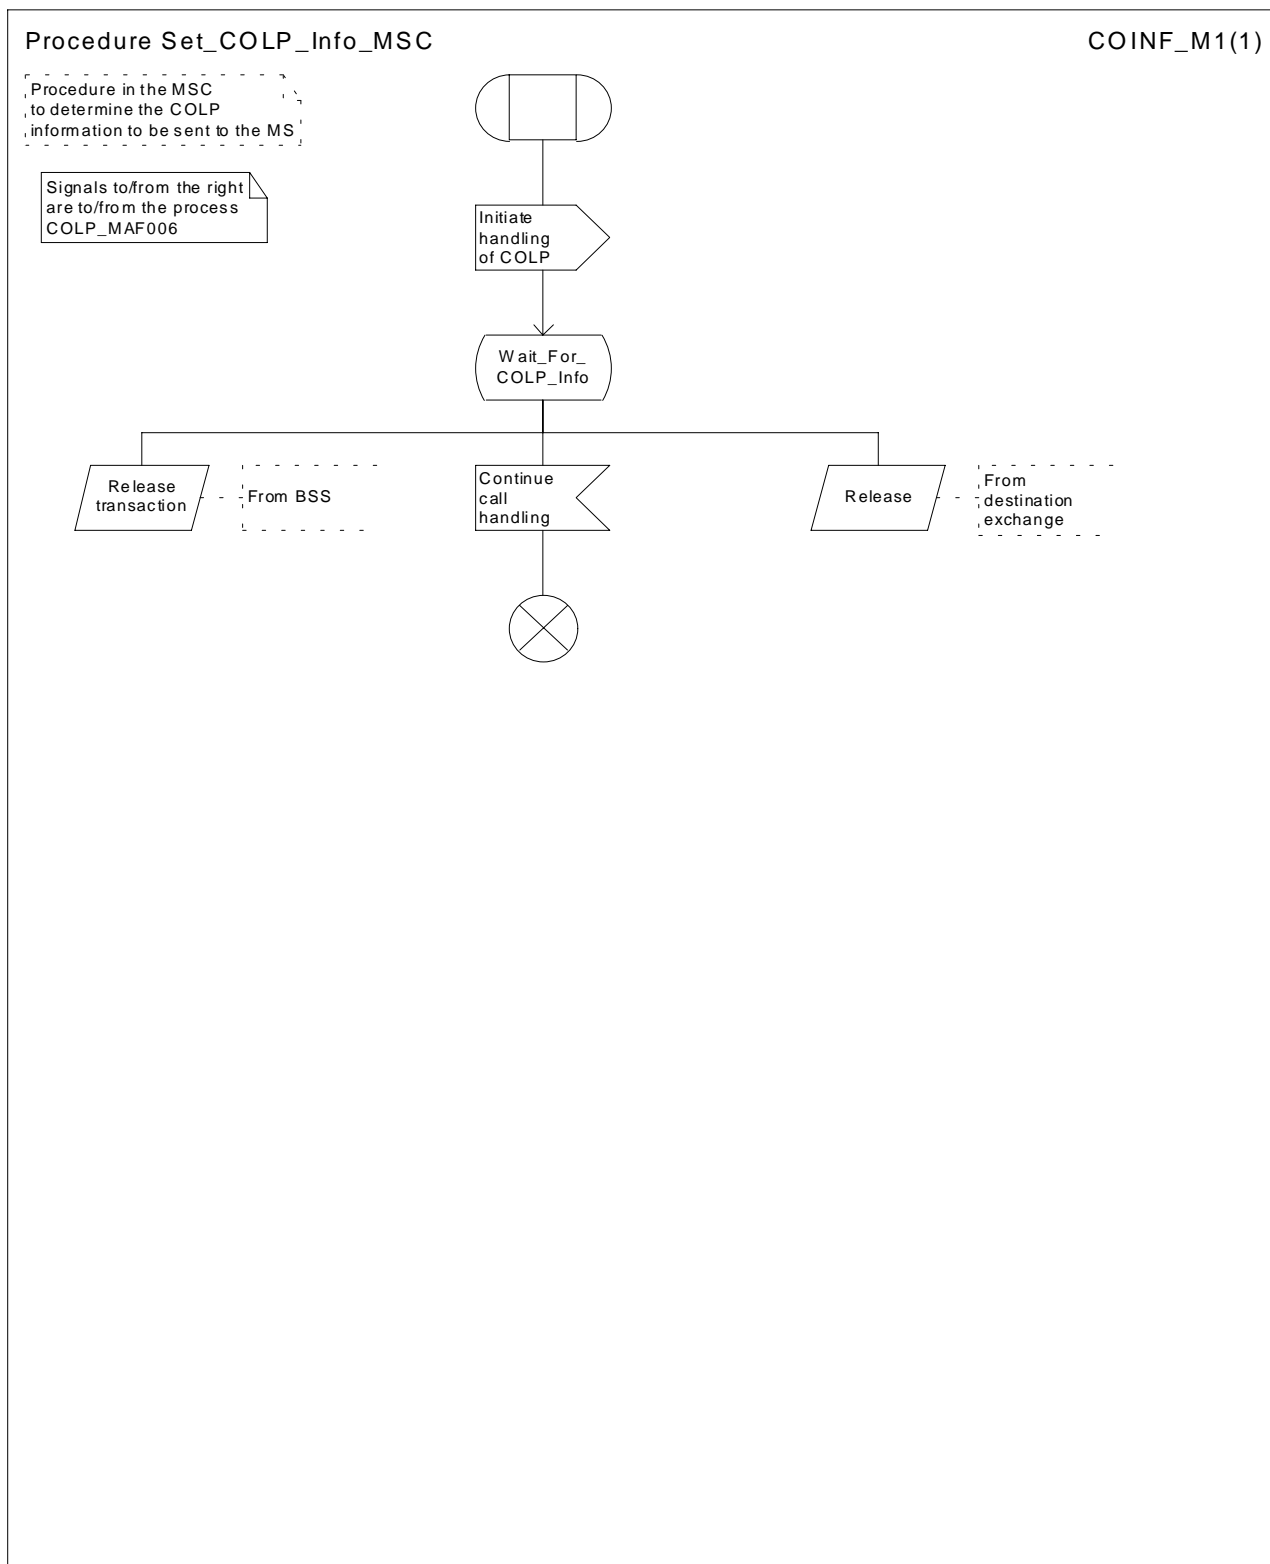 Procedure Set_COLP_Info_MSC
COINF_M1(1)
Procedure in the MSC
to determine the COLP
information to be sent to the MS
Signals to/from the right
are to/from the process
COLP_MAF006
Initiate
handling
of COLP
Wait_For_
COLP_Info
Release
transaction
From BSS
Continue
call
handling
Release
From
destination
exchange